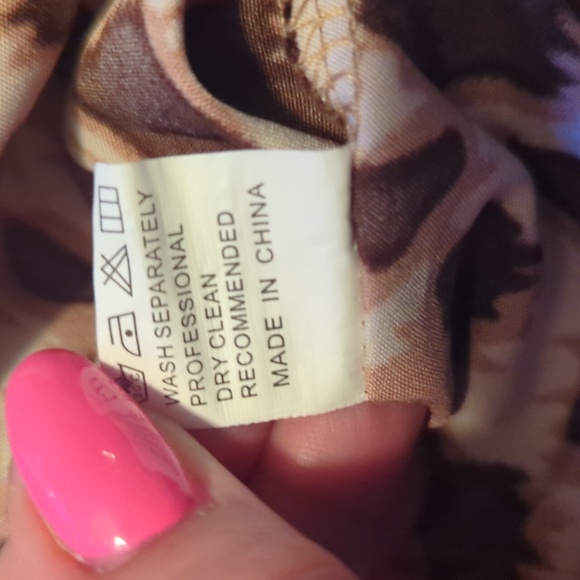 WASH SEPARATELY
PROFESSIONAL
DRY CLEAN
RECOMMENDED
MADE IN CHINA